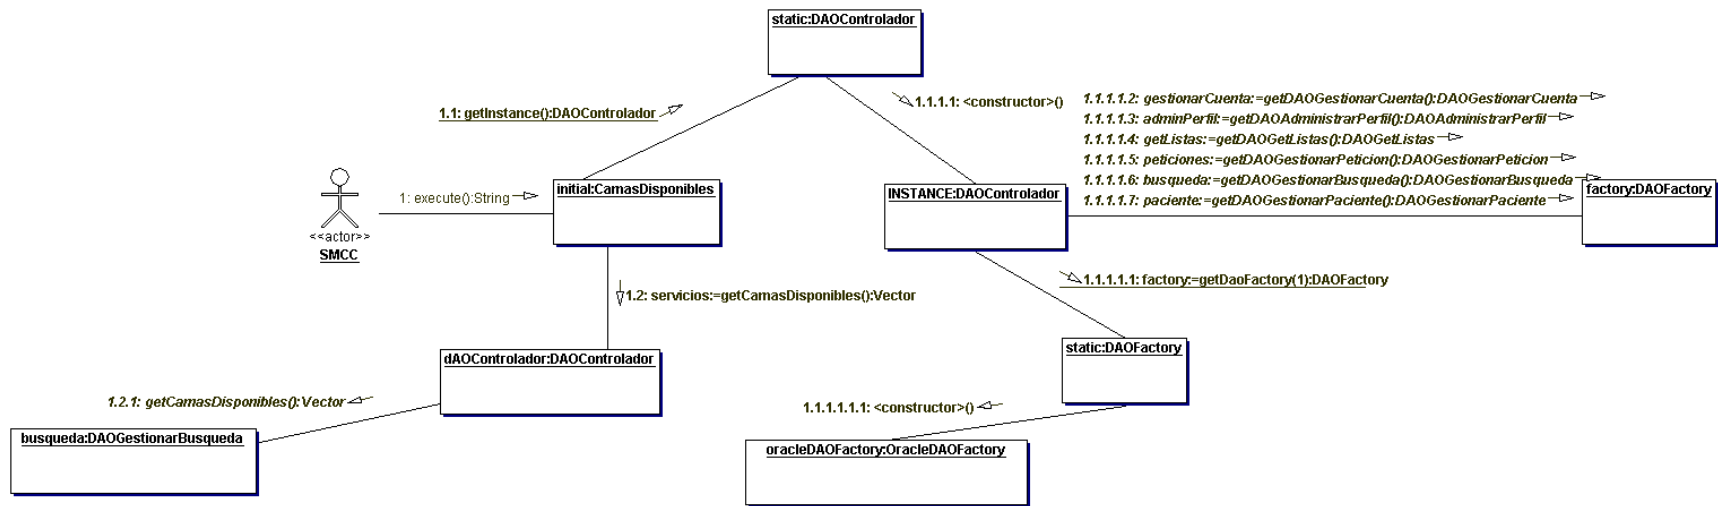 static:DAOControlador
1.1: getInstance():DAOControlador
1.1.1.1: <constructor>()
1.1.1.1.2: gestionarCuenta:=getDAOGestionarCuenta():DAOGestionarCuenta
1.1.1.1.3: adminPerfil:=getDAOAdministrarPerfil():DAOAdministrarPerfil
1.1.1.1.4: getListas:=getDAOGetListas():DAOGetListas
1.1.1.1.5: peticiones:=getDAOGestionarPeticion():DAOGestionarPeticion
1.1.1.1.6: busqueda:=getDAOGestionarBusqueda():DAOGestionarBusqueda
1.1.1.1.7: paciente:=getDAOGestionarPaciente():DAOGestionarPaciente
1: execute():String
initial:CamasDisponibles
INSTANCE:DAOControlador
factory:DAOFactory
<<actor>>
SMCC
1.1.1.1.1: factory:=getDaoFactory(1):DAOFactory
1.2: servicios:=getCamasDisponibles():Vector
static:DAOFactory
dAOControlador:DAOControlador
1.2.1: getCamasDisponibles():Vector
1.1.1.1.1.1: <constructor>()
busqueda:DAOGestionarBusqueda
oracleDAOFactory:OracleDAOFactory